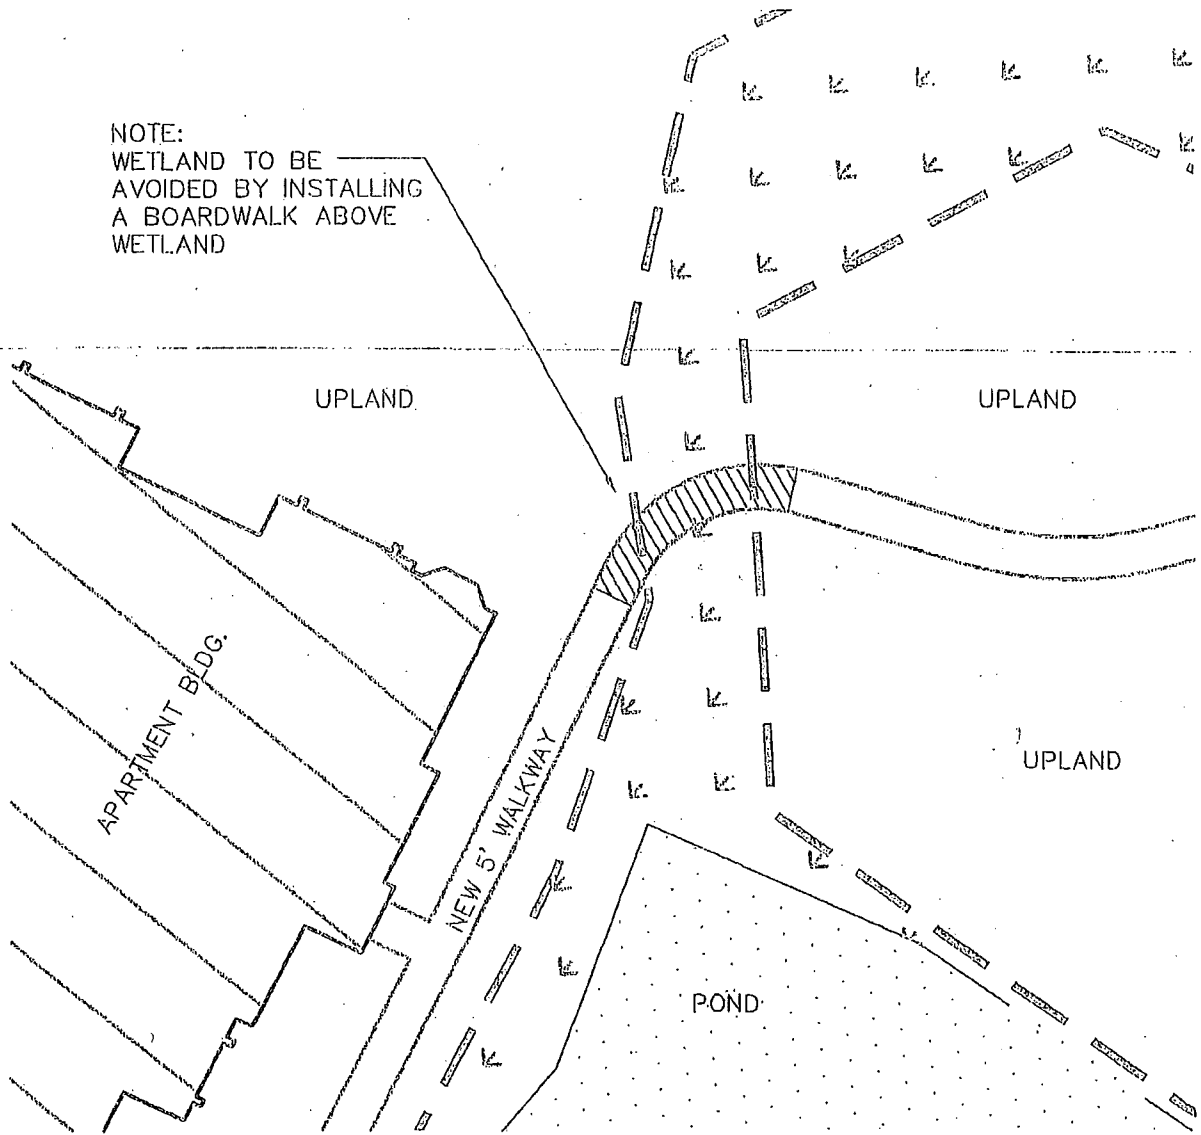 NOTE:
WETLAND TO BE
AVOIDED BY INSTALLING
A BOARDWALK ABOVE
WETLAND
UPLAND
UPLAND
APARTMENT BLDG.
NEW 5' WALKWAY
UPLAND
POND